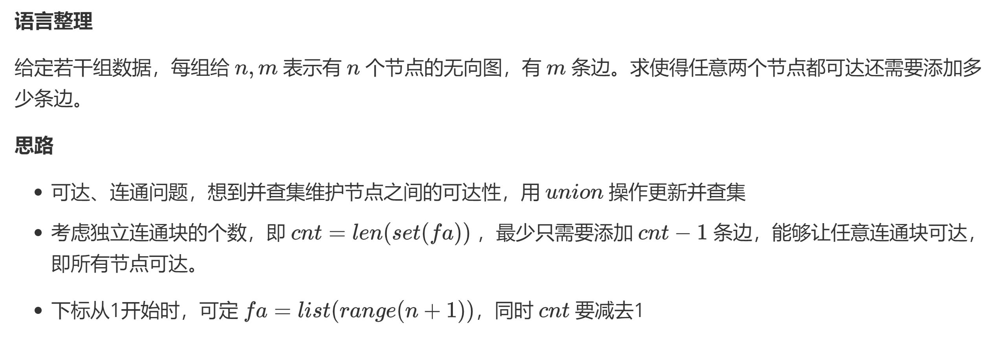 语言整理
给定若干组数据，每组给 n, m 表示有 n 个节点的无向图，有 m 条边。求使得任意两个节点都可达还需要添加多
少条边。
思路
• 可达、连通问题，想到并查集维护节点之间的可达性，用 union 操作更新并查集
• 考虑独立连通块的个数，即 cnt = len(set(fa)) ，最少只需要添加 cnt − 1 条边，能够让任意连通块可达，
即所有节点可达。
• 下标从1开始时，可定 fa = list(range(n + 1))，同时 cnt 要减去1